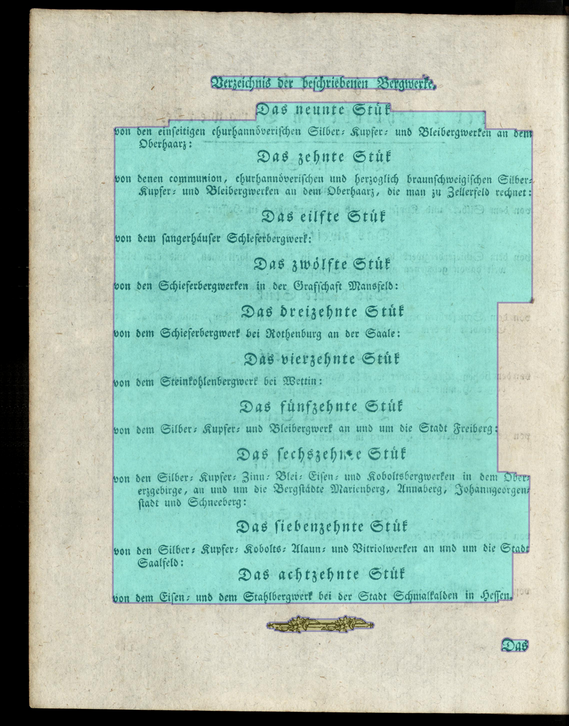 Verzeichnis der beschriebenen Bergwerke.
Das neunte Stük
von den einseitigen churhannöverischen Silber- Kupfer- und Bleibergwerken an dem
Oberhaarz:
Das zehnte Stük
von denen communion, churhannöverischen und herzoglich braunschweigischen Silber-
Kupfer- und Bleibergwerken an dem Oberhaarz, die man zu Zellerfeld rechnet:
Das eilfte Stük
von dem sangerhäuser Schieferbergwerk:
Das zwölfte Stük
von den Schieferbergwerken in der Grafschaft Mansfeld:
Das dreizehnte Stük
von dem Schieferbergwerk bei Rothenburg an der Saale:
Das vierzehnte Stük
von dem Steinkohlenbergwerk bei Wettin:
Das fünfzehnte Stük
von dem Silber- Kupfer- und Bleibergwerk an und um die Stadt Freiberg:
Das sechszehnte Stük
von den Silber- Kupfer- Zinn- Blei- Eisen- und Koboltsbergwerken in dem Ober-
erzgebirge, an und um die Bergstädte Marienberg, Annaberg, Johanngeorgen-
stadt und Schneeberg:
Das siebenzehnte Stük
von den Silber- Kupfer- Kobolts- Alaun- und Vitriolwerken an und um die Stadt
Saalfeld:
Das achtzehnte Stük
von dem Eisen- und dem Stahlbergwerk bei der Stadt Schmalkalden in Hessen.
Das